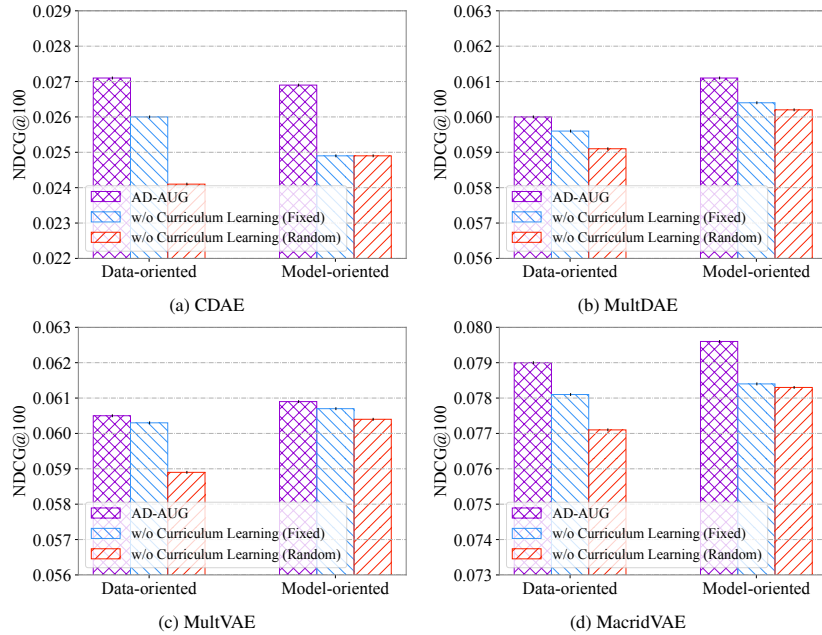 0.029
0.028
0.027
0.026
0.025
0.024
0.023
0.022
NDCG@100
AD-AUG
w/o Curriculum Learning (Fixed)
w/o Curriculum Learning (Random)
Data-oriented Model-oriented
(a) CDAE
0.063
0.062
0.061
0.060
0.059
0.058
0.057
0.056
NDCG@100
AD-AUG
w/o Curriculum Learning (Fixed)
w/o Curriculum Learning (Random)
Data-oriented Model-oriented
(b) MultDAE
0.063
0.062
0.061
0.060
0.059
0.058
0.057
0.056
NDCG@100
AD-AUG
w/o Curriculum Learning (Fixed)
w/o Curriculum Learning (Random)
Data-oriented Model-oriented
(c) MultVAE
0.080
0.079
0.078
0.077
0.076
0.075
0.074
0.073
NDCG@100
AD-AUG
w/o Curriculum Learning (Fixed)
w/o Curriculum Learning (Random)
Data-oriented Model-oriented
(d) MacridVAE